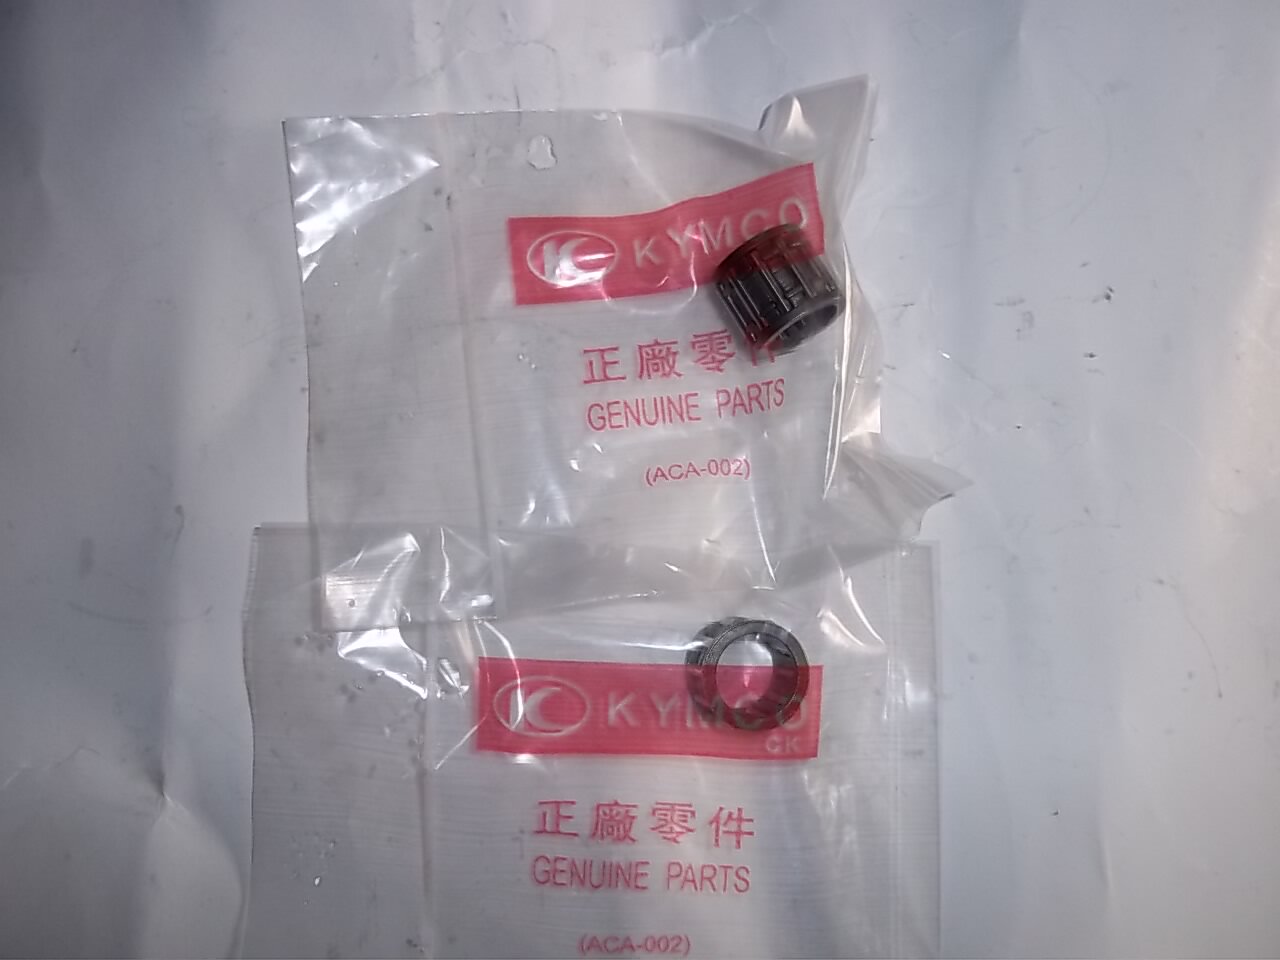 KYMCO
正廠零件
GENUINE PARTS
(ACA-002)
KYMCO
CK
正廠零件
GENUINE PARTS
(ACA-002)